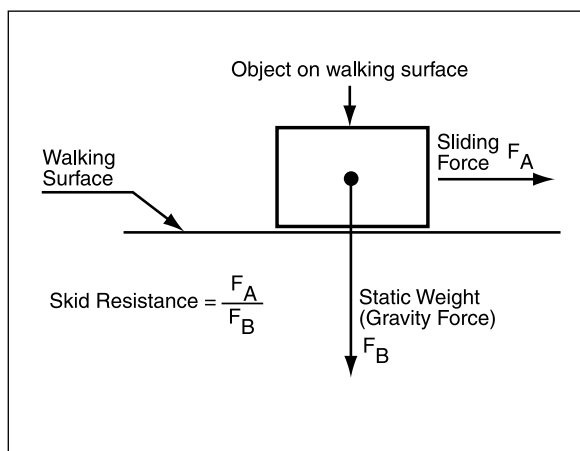 Object on walking surface
Walking
Surface
Sliding
Force F_A
Skid Resistance = F_A / F_B
Static Weight
(Gravity Force)
F_B